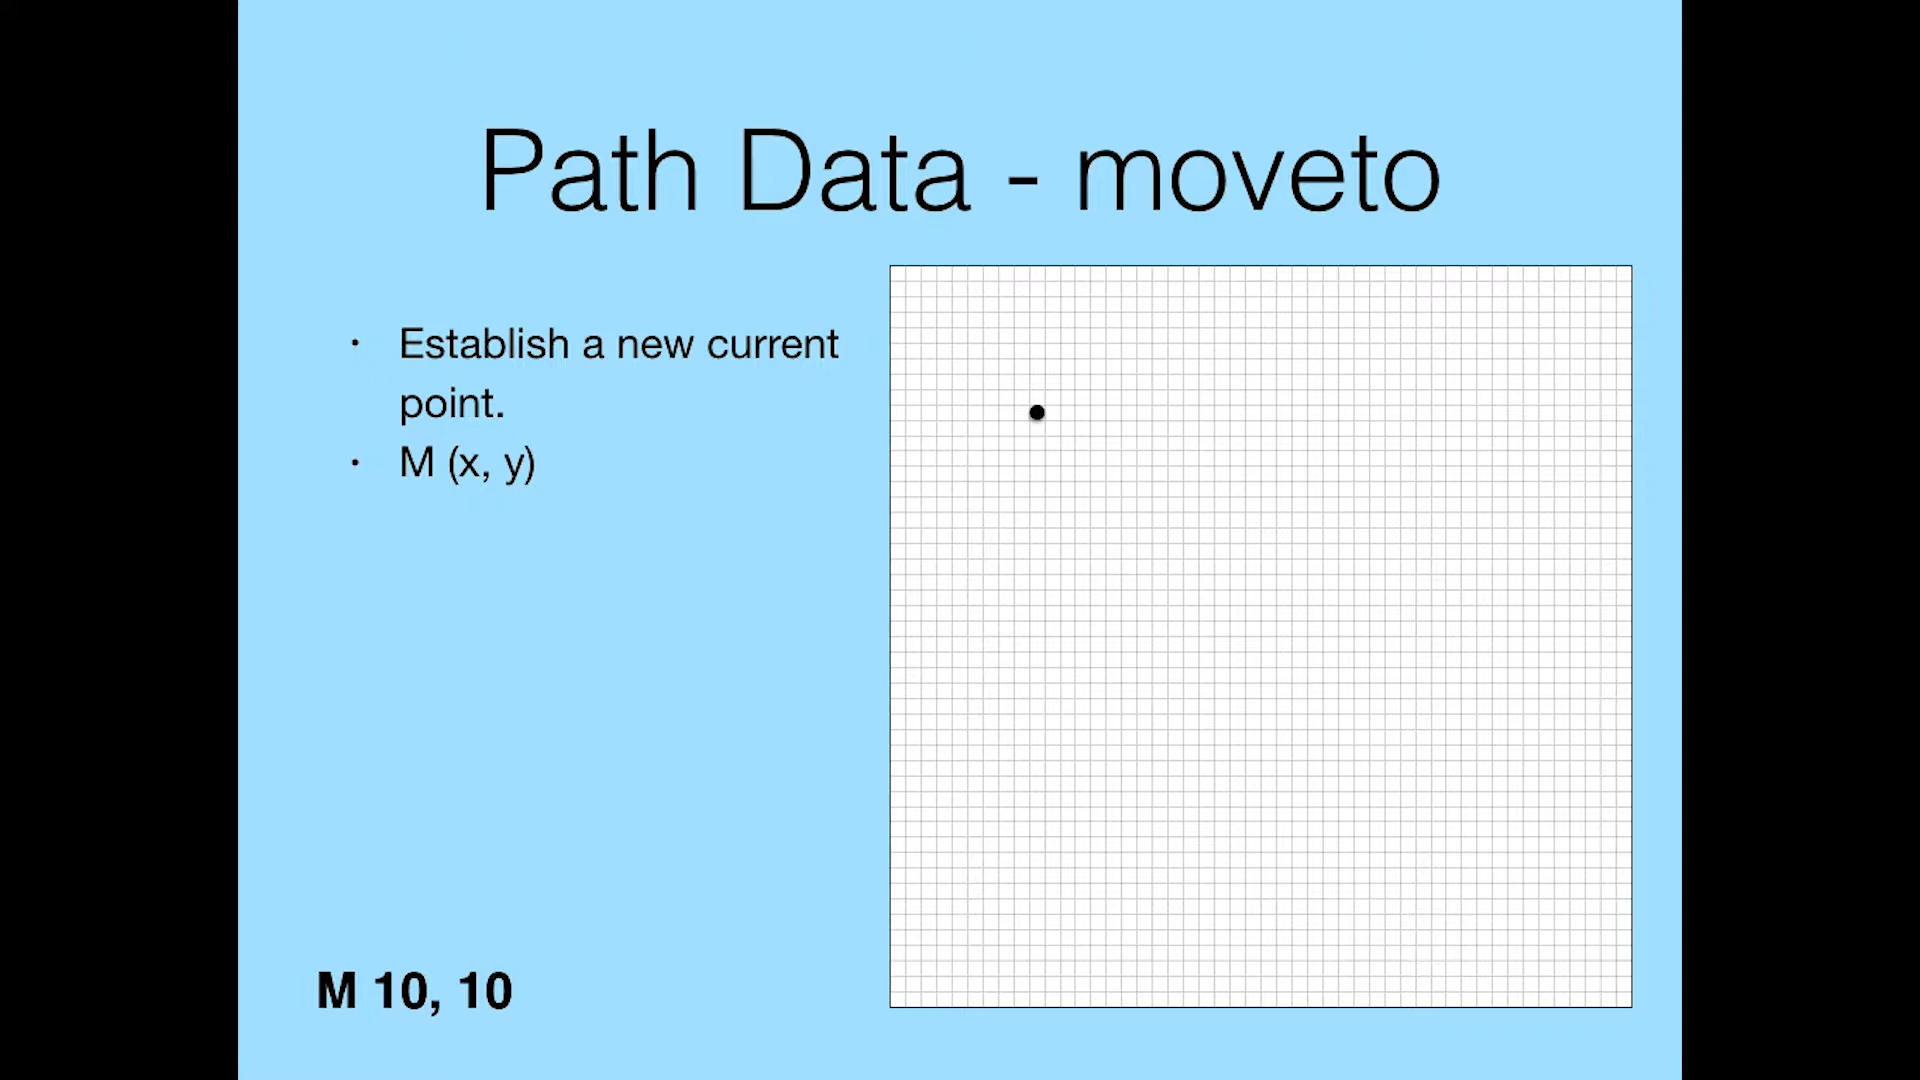 Path Data - moveto
• Establish a new current
point.
• M (x, y)
M 10, 10